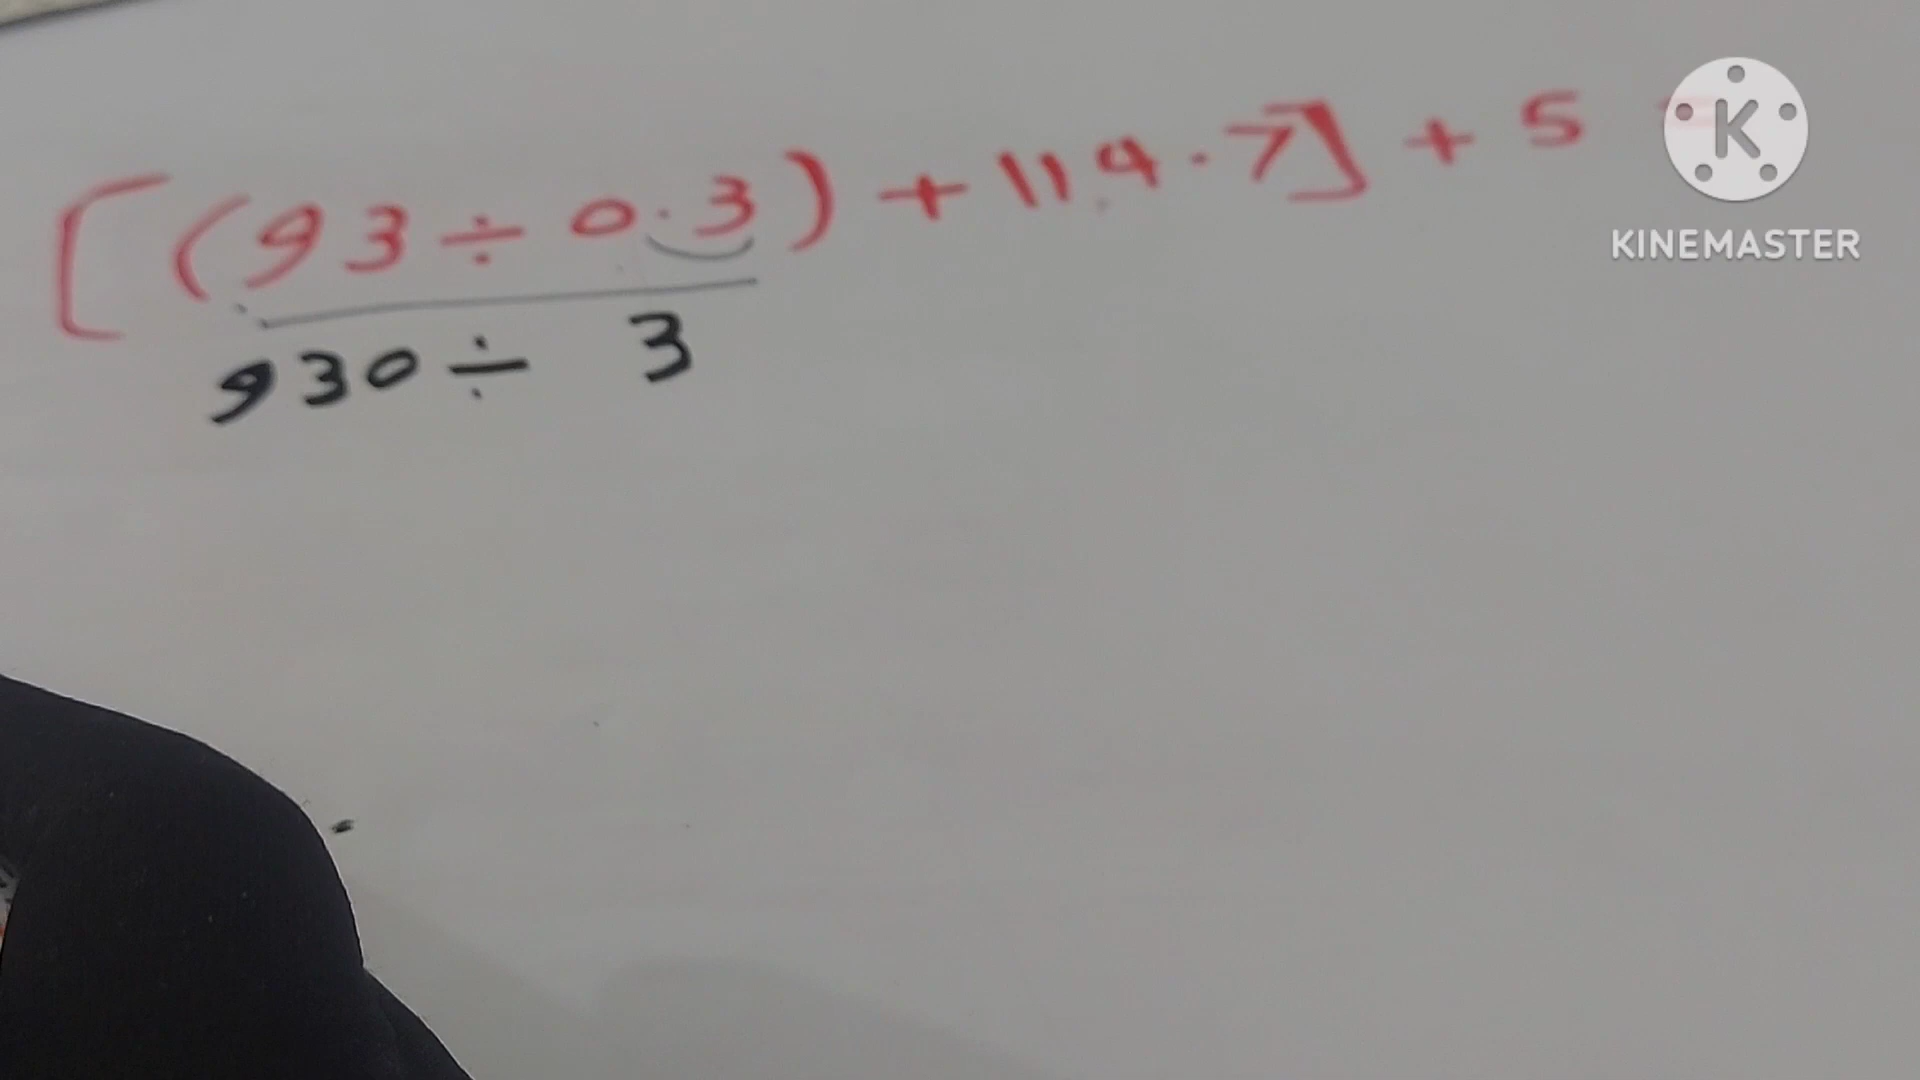 [(93 ÷ 0.3) + 114.7] + 5 =
930 ÷ 3
KINEMASTER